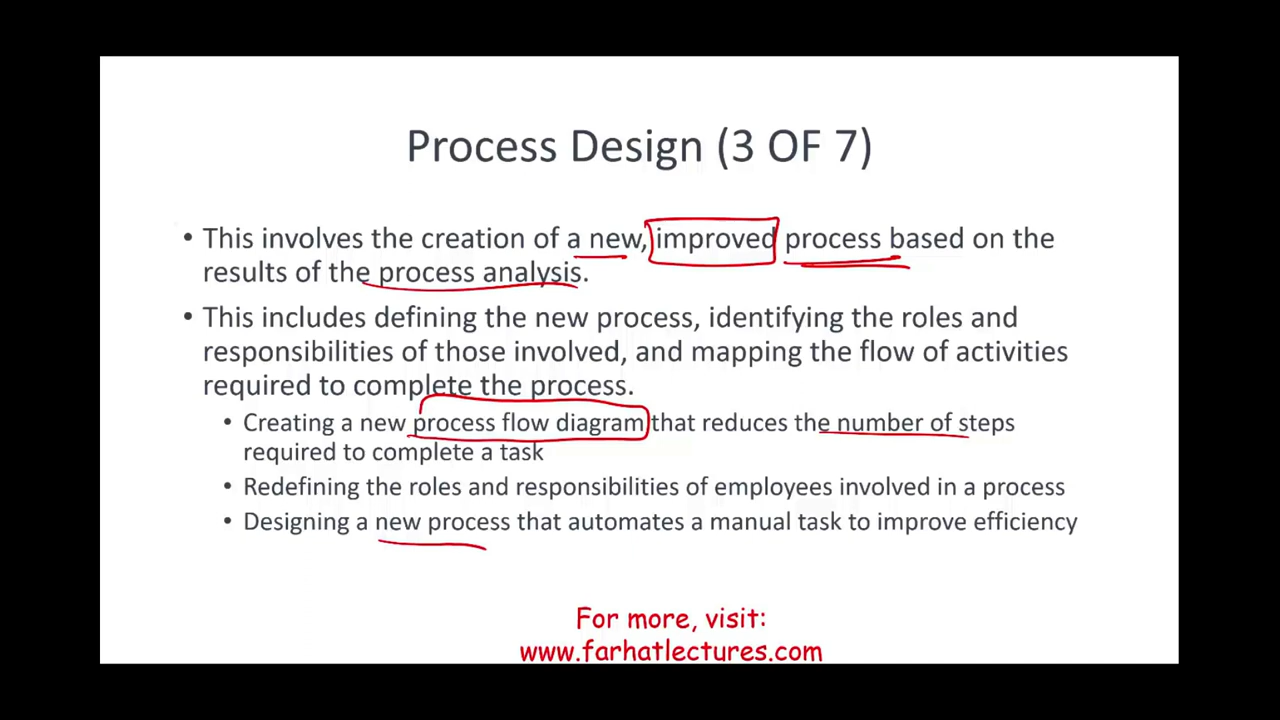 Process Design (3 OF 7)
• This involves the creation of a new, improved process based on the
results of the process analysis.
• This includes defining the new process, identifying the roles and
responsibilities of those involved, and mapping the flow of activities
required to complete the process.
• Creating a new process flow diagram that reduces the number of steps
required to complete a task
• Redefining the roles and responsibilities of employees involved in a process
• Designing a new process that automates a manual task to improve efficiency
For more, visit:
www.farhatlectures.com